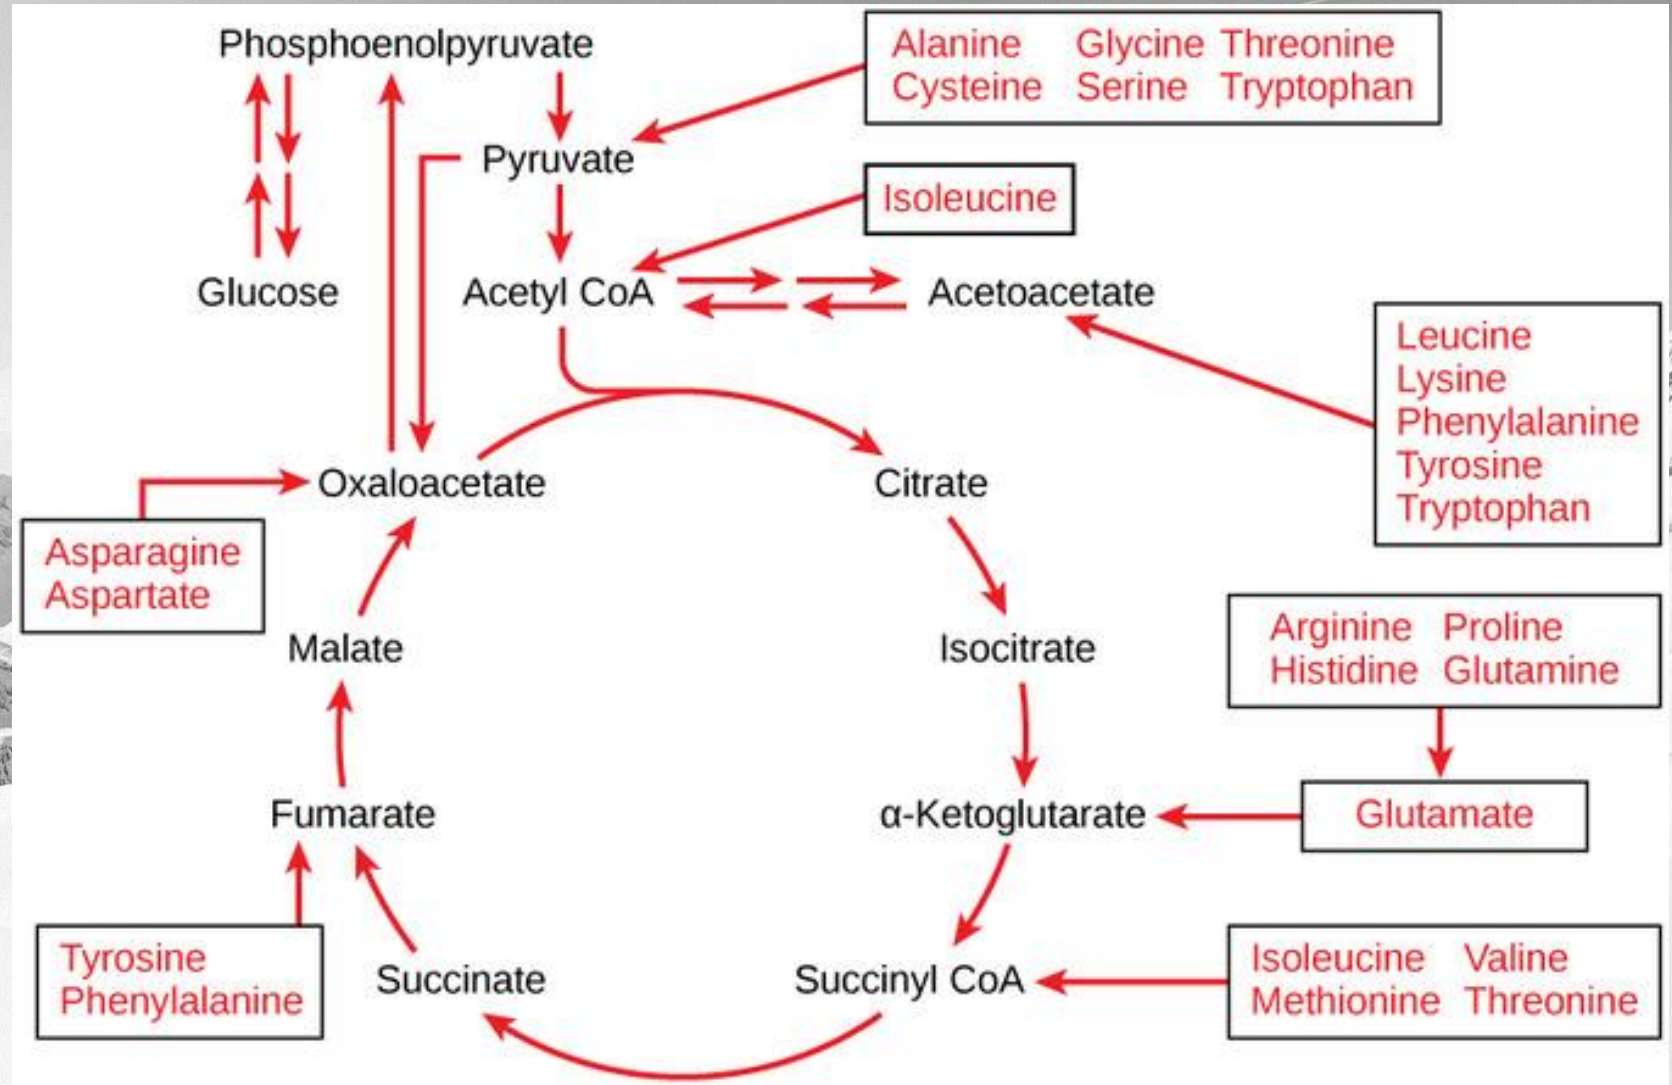 Phosphoenolpyruvate
Alanine Glycine Threonine
Cysteine Serine Tryptophan
Pyruvate
Isoleucine
Glucose
Acetyl CoA
Acetoacetate
Leucine
Lysine
Phenylalanine
Tyrosine
Tryptophan
Oxaloacetate
Citrate
Asparagine
Aspartate
Malate
Isocitrate
Arginine Proline
Histidine Glutamine
Fumarate
α-Ketoglutarate
Glutamate
Tyrosine
Phenylalanine
Succinate
Succinyl CoA
Isoleucine Valine
Methionine Threonine